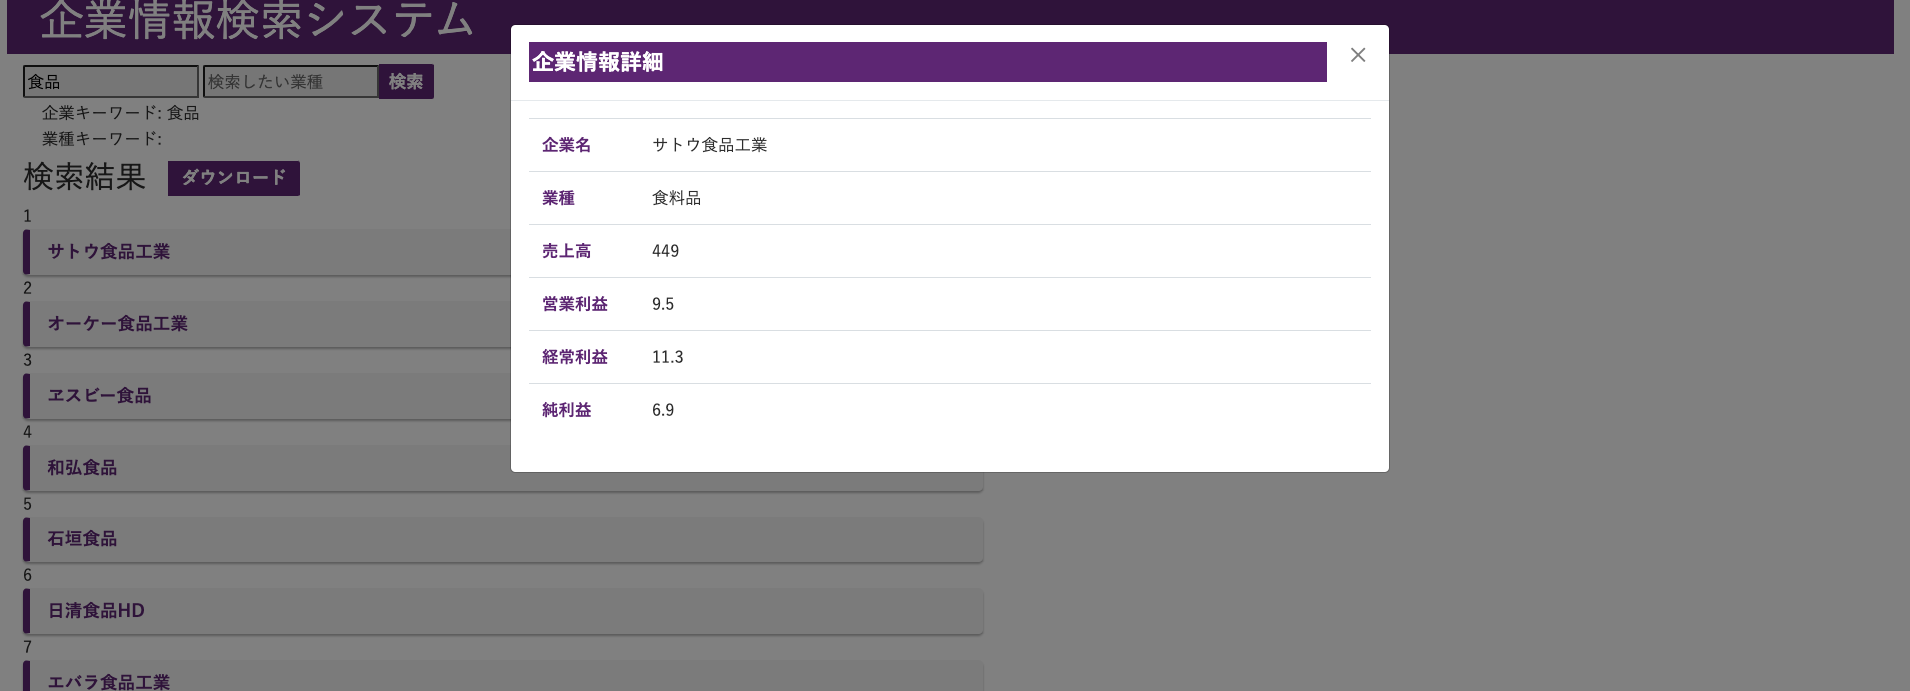 企業情報検索システム
食品 検索したい業種 検索
企業キーワード: 食品
業種キーワード:
検索結果 ダウンロード
1
サトウ食品工業
2
オーケー食品工業
3
ヱスビー食品
4
和弘食品
5
石垣食品
6
日清食品HD
7
エバラ食品工業
企業情報詳細
企業名 サトウ食品工業
業種 食料品
売上高 449
営業利益 9.5
経常利益 11.3
純利益 6.9